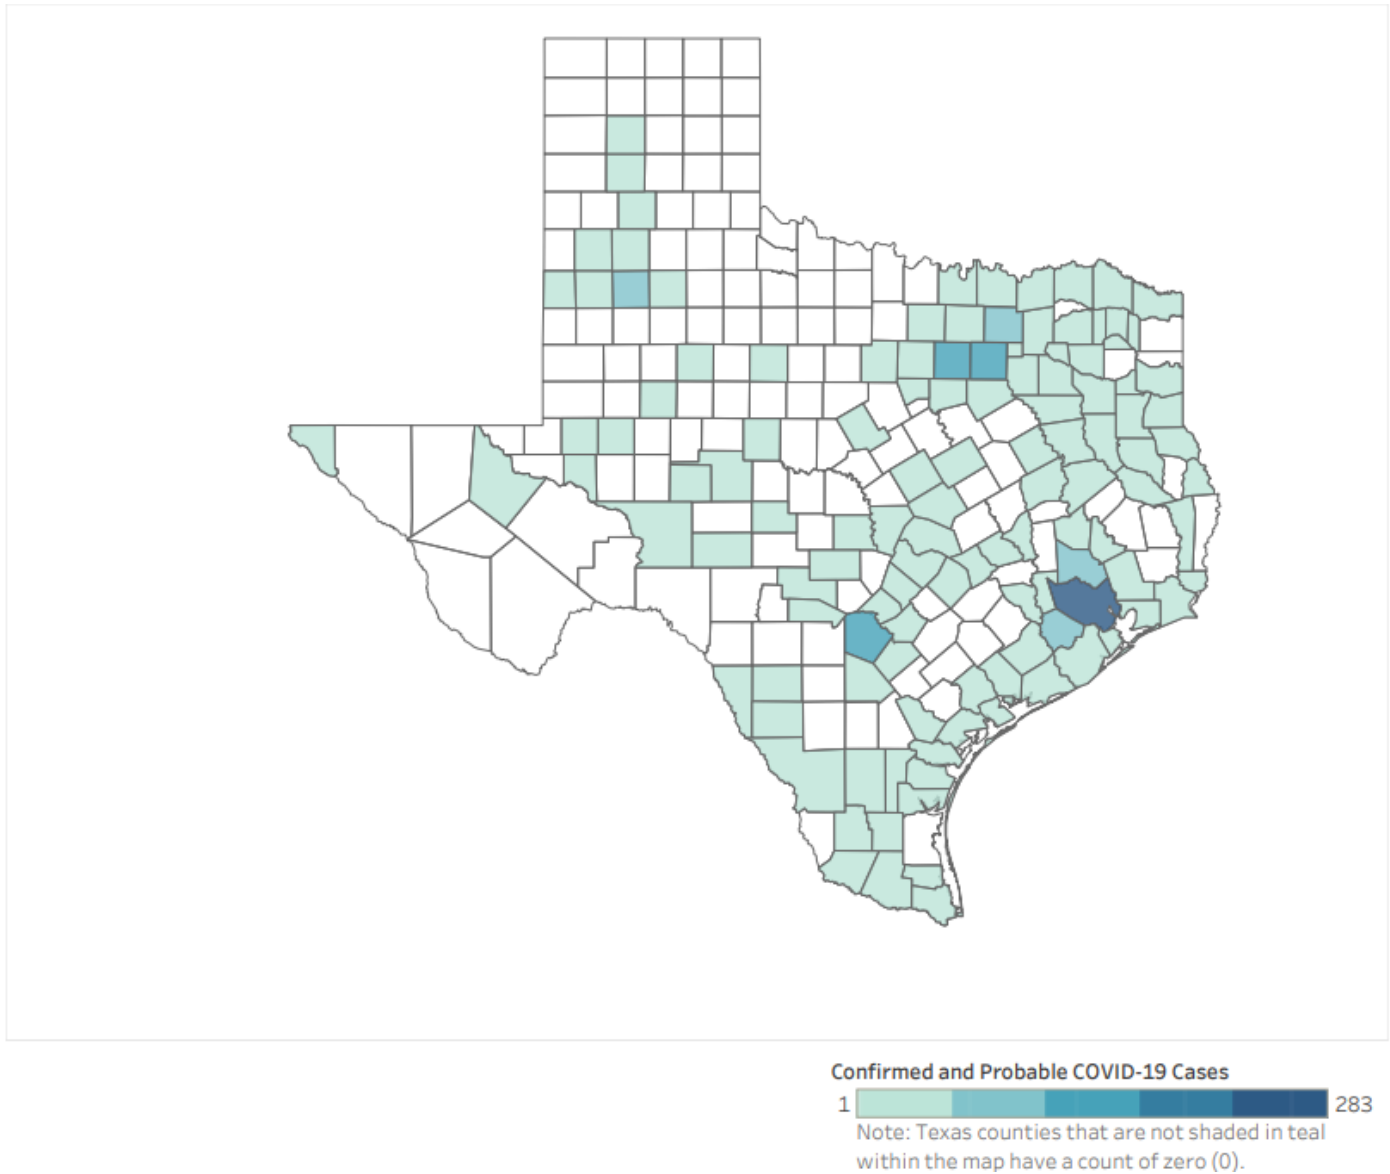 Confirmed and Probable COVID-19 Cases
1 283
Note: Texas counties that are not shaded in teal
within the map have a count of zero (0).